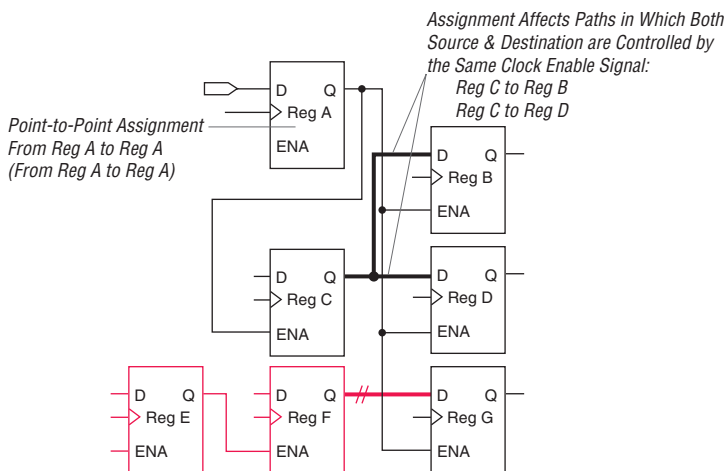 Assignment Affects Paths in Which Both
Source & Destination are Controlled by
the Same Clock Enable Signal:
Reg C to Reg B
Reg C to Reg D
Point-to-Point Assignment
From Reg A to Reg A
(From Reg A to Reg A)
D Q
Reg A
ENA
D Q
Reg B
ENA
D Q
Reg C
ENA
D Q
Reg D
ENA
D Q
Reg E
ENA
D Q
Reg F
ENA
D Q
Reg G
ENA